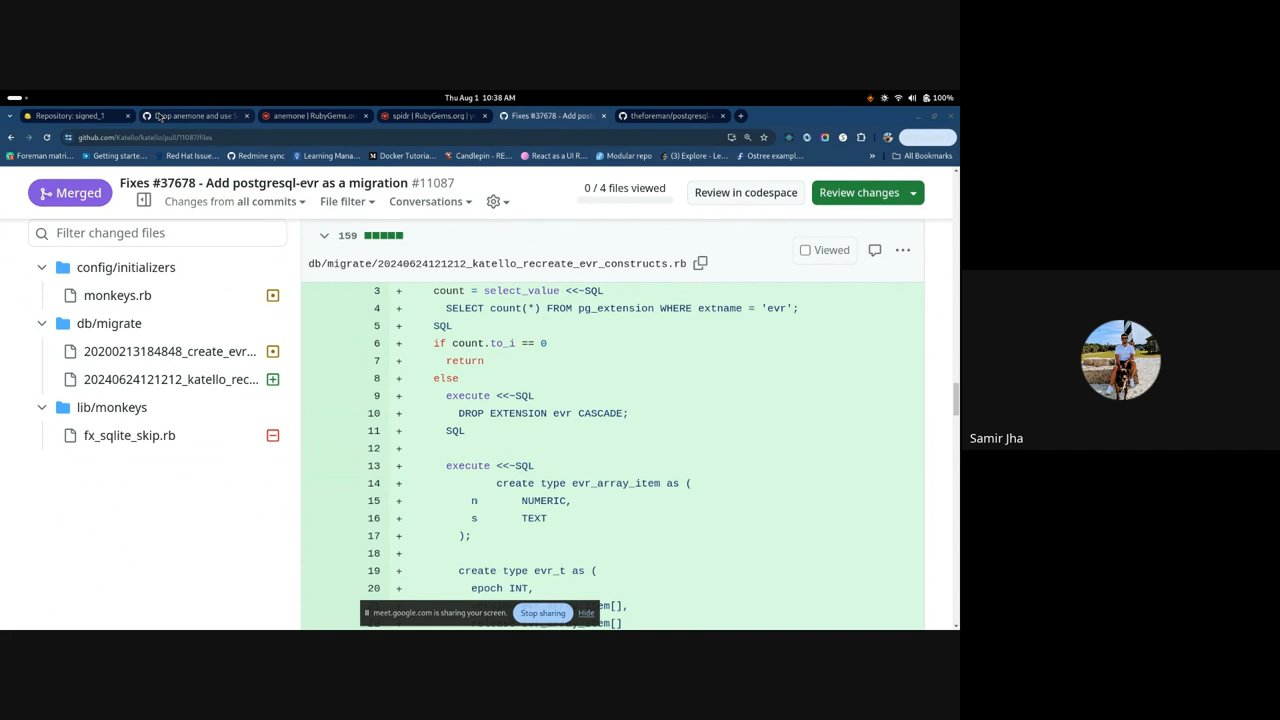 Thu Aug 1 10:38 AM
100%
Repository: signed_1
Drop anemone and use S
anemone | RubyGems.or
spidr | RubyGems.org | y
Fixes #37678 - Add post
theforeman/postgresql-
github.com/Katello/katello/pull/11087/files
Foreman matri...
Getting starte...
Red Hat Issue...
Redmine sync
Learning Mana...
Docker Tutoria...
Candlepin - RE...
React as a UI R...
Modular repo
(3) Explore - Le...
Ostree exampl...
»
All Bookmarks
Merged
Fixes #37678 - Add postgresql-evr as a migration #11087
Changes from all commits
File filter
Conversations
0 / 4 files viewed
Review in codespace
Review changes
Filter changed files
config/initializers
monkeys.rb
db/migrate
20200213184848_create_evr...
20240624121212_katello_rec...
lib/monkeys
fx_sqlite_skip.rb
159
Viewed
db/migrate/20240624121212_katello_recreate_evr_constructs.rb
3 + count = select_value <<~SQL
4 + SELECT count(*) FROM pg_extension WHERE extname = 'evr';
5 + SQL
6 + if count.to_i == 0
7 + return
8 + else
9 + execute <<~SQL
10 + DROP EXTENSION evr CASCADE;
11 + SQL
12 +
13 + execute <<~SQL
14 + create type evr_array_item as (
15 + n NUMERIC,
16 + s TEXT
17 + );
18 +
19 + create type evr_t as (
20 + epoch INT,
meet.google.com is sharing your screen.
Stop sharing
Hide
Samir Jha